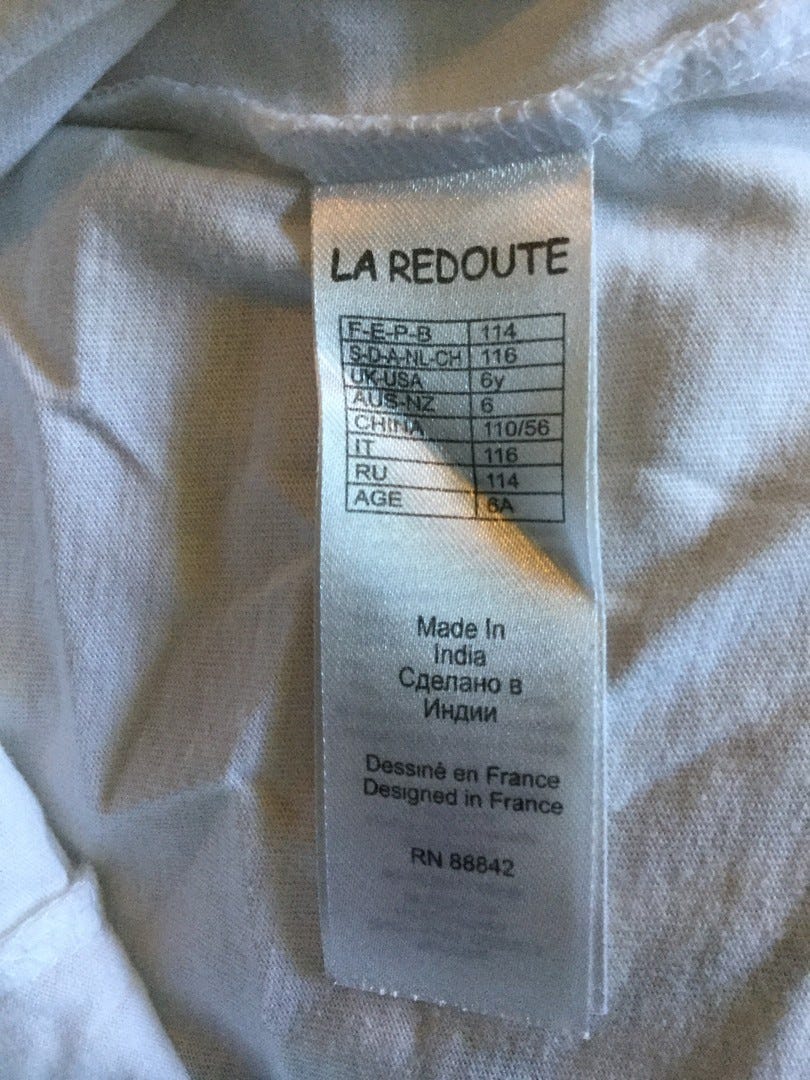 LA REDOUTE
F-E-P-B 114
S-D-A-NL-CH 116
UK-USA 6y
AUS-NZ 6
CHINA 110/56
IT 116
RU 114
AGE 6A
Made In
India
Сделано в
Индии
Dessiné en France
Designed in France
RN 88842